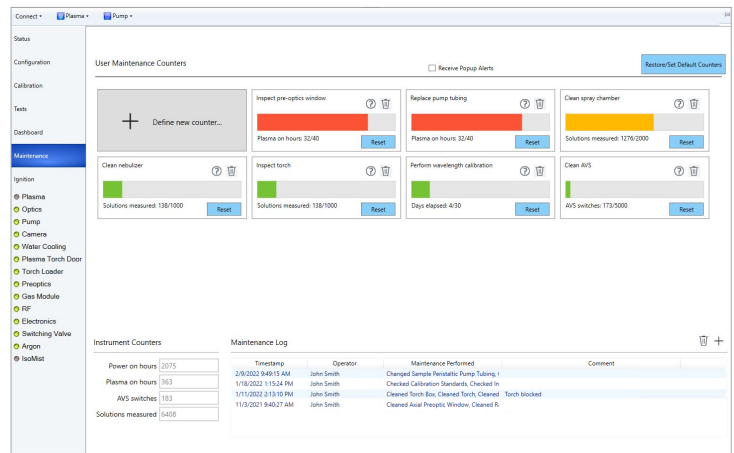 Connect Plasma Pump
Status
Configuration
Calibration
Tests
Dashboard
Maintenance
Ignition
Plasma
Optics
Pump
Camera
Water Cooling
Plasma Torch Door
Torch Loader
Preoptics
Gas Module
RF
Electronics
Switching Valve
Argon
IsoMist
User Maintenance Counters
Receive Popup Alerts
Restore/Set Default Counters
Define new counter...
Inspect pre-optics window
Plasma on hours: 32/40 Reset
Replace pump tubing
Plasma on hours: 32/40 Reset
Clean spray chamber
Solutions measured: 1276/2000 Reset
Clean nebulizer
Solutions measured: 138/1000 Reset
Inspect torch
Solutions measured: 138/1000 Reset
Perform wavelength calibration
Days elapsed: 4/30 Reset
Clean AVS
AVS switches: 173/5000 Reset
Instrument Counters
Power on hours 2075
Plasma on hours 363
AVS switches 183
Solutions measured 6408
Maintenance Log
Timestamp Operator Maintenance Performed Comment
2/9/2022 9:49:15 AM John Smith Changed Sample Peristaltic Pump Tubing,
1/18/2022 1:15:24 PM John Smith Checked Calibration Standards, Checked In
1/11/2022 2:13:10 PM John Smith Cleaned Torch Box, Cleaned Torch, Cleaned Torch blocked
11/3/2021 9:40:27 AM John Smith Cleaned Axial Preoptic Window, Cleaned R